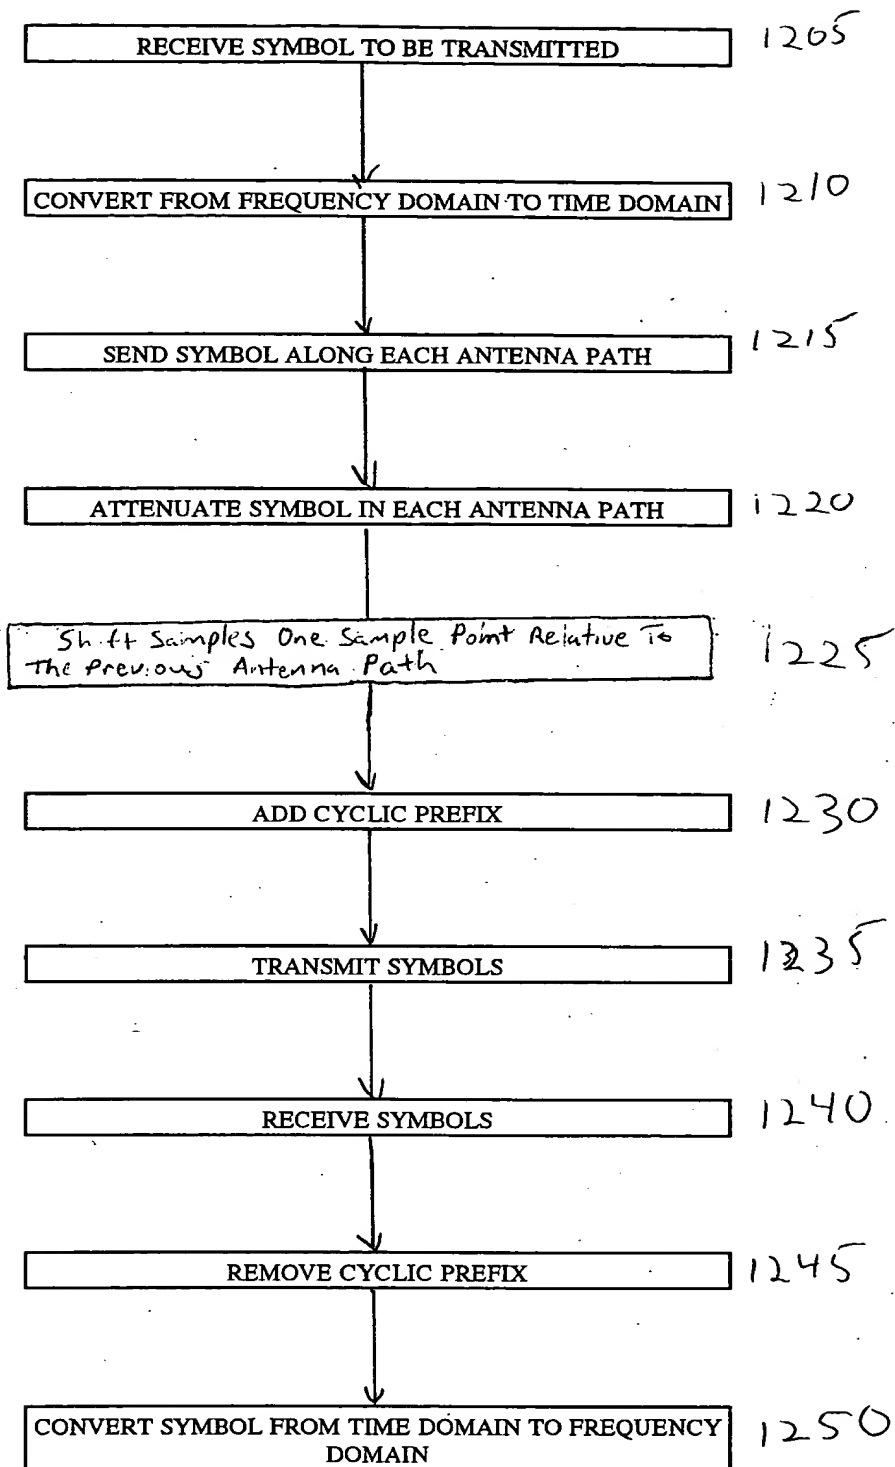 RECEIVE SYMBOL TO BE TRANSMITTED 1205
CONVERT FROM FREQUENCY DOMAIN TO TIME DOMAIN 1210
SEND SYMBOL ALONG EACH ANTENNA PATH 1215
ATTENUATE SYMBOL IN EACH ANTENNA PATH 1220
Shift Samples One Sample Point Relative To 1225
The Previous Antenna Path
ADD CYCLIC PREFIX 1230
TRANSMIT SYMBOLS 1235
RECEIVE SYMBOLS 1240
REMOVE CYCLIC PREFIX 1245
CONVERT SYMBOL FROM TIME DOMAIN TO FREQUENCY 1250
DOMAIN